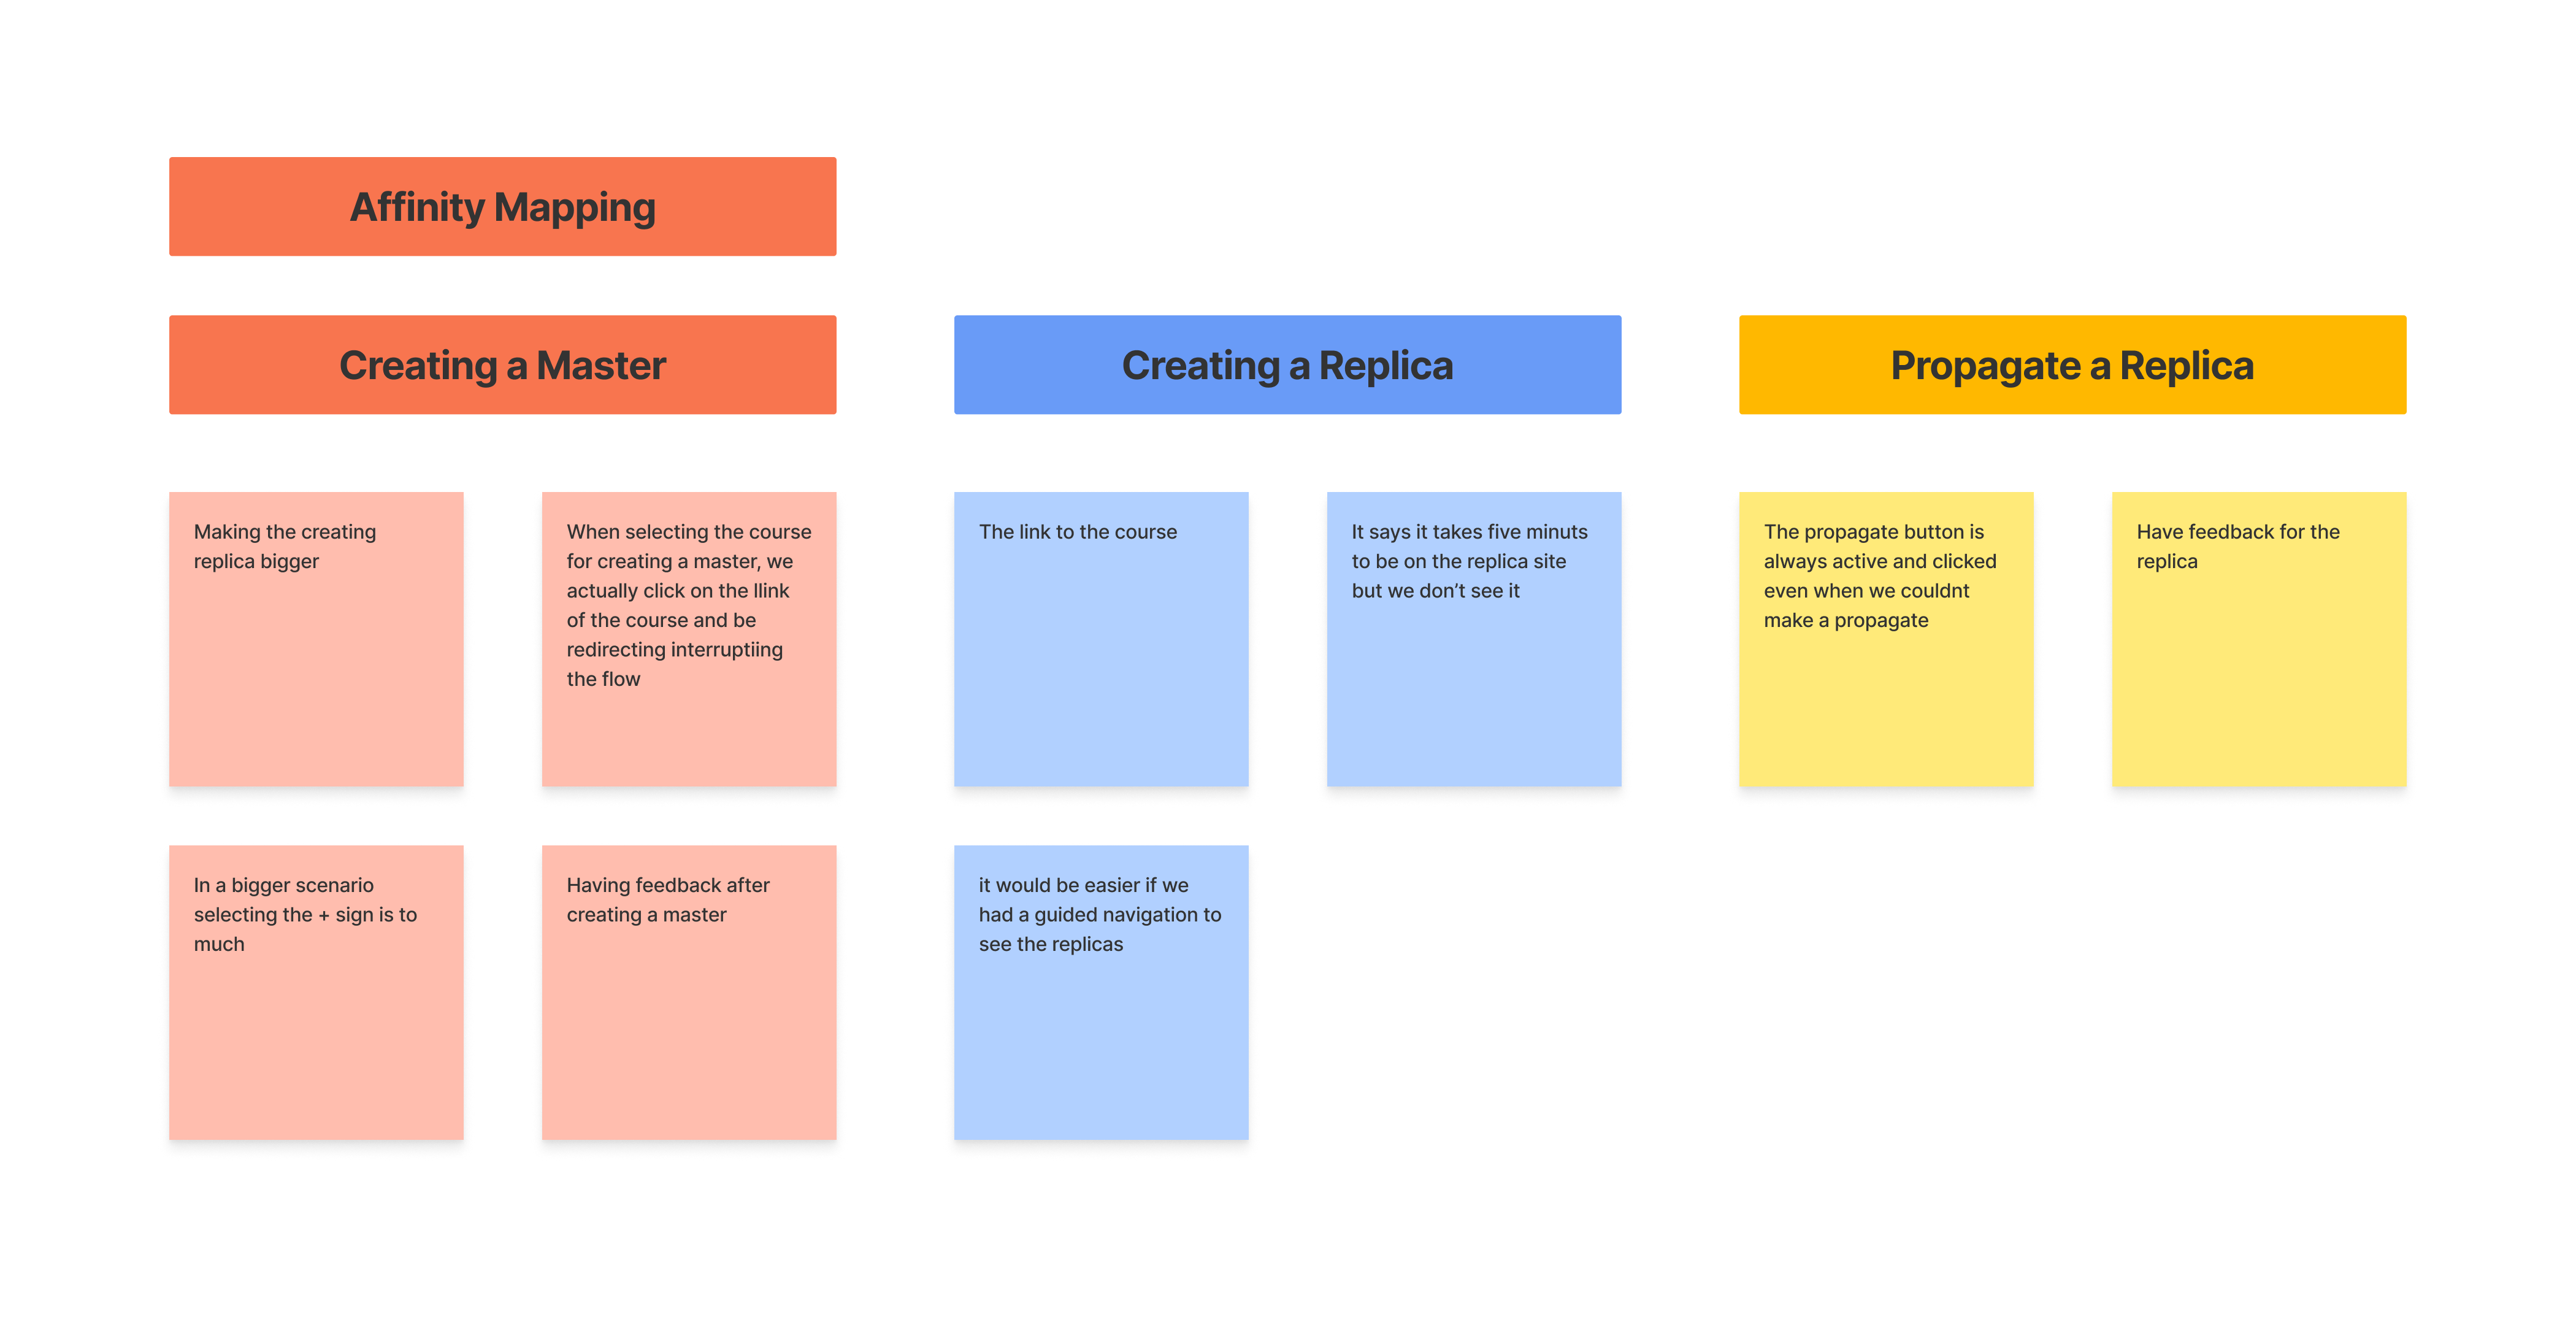 Affinity Mapping
Creating a Master
Making the creating
replica bigger
When selecting the course
for creating a master, we
actually click on the llink
of the course and be
redirecting interruptiing
the flow
In a bigger scenario
selecting the + sign is to
much
Having feedback after
creating a master
Creating a Replica
The link to the course
It says it takes five minuts
to be on the replica site
but we don’t see it
it would be easier if we
had a guided navigation to
see the replicas
Propagate a Replica
The propagate button is
always active and clicked
even when we couldnt
make a propagate
Have feedback for the
replica